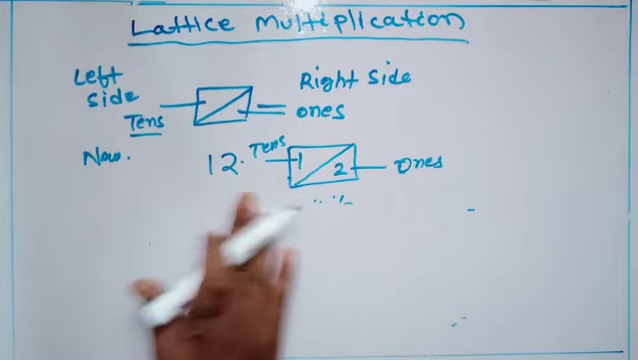 Lattice Multiplication
Left Side Right Side
Tens ones
Now. 12. Tens 1 2 Ones